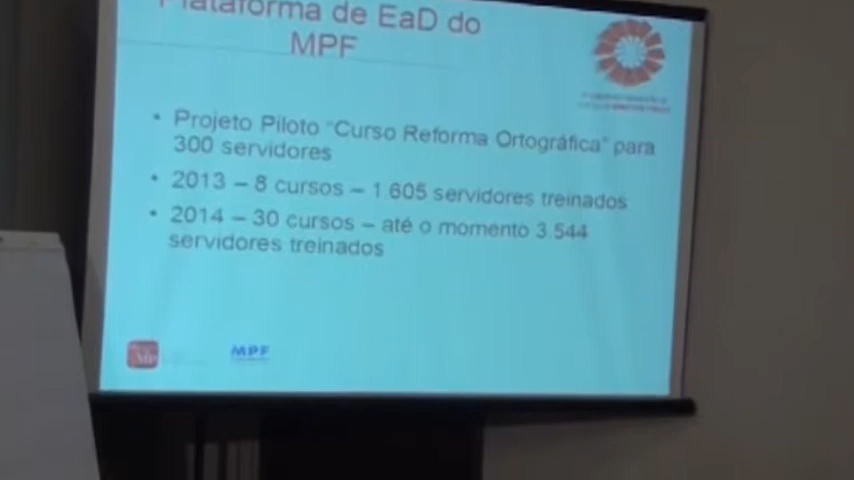 Plataforma de EaD do
MPF
• Projeto Piloto "Curso Reforma Ortográfica" para
300 servidores
• 2013 – 8 cursos – 1.605 servidores treinados
• 2014 – 30 cursos – até o momento 3.544
servidores treinados
MPF